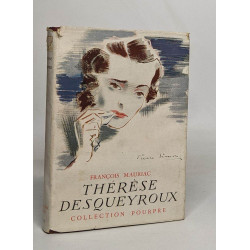 FRANÇOIS MAURIAC
THÉRÈSE
DESQUEYROUX
COLLECTION POURPRE